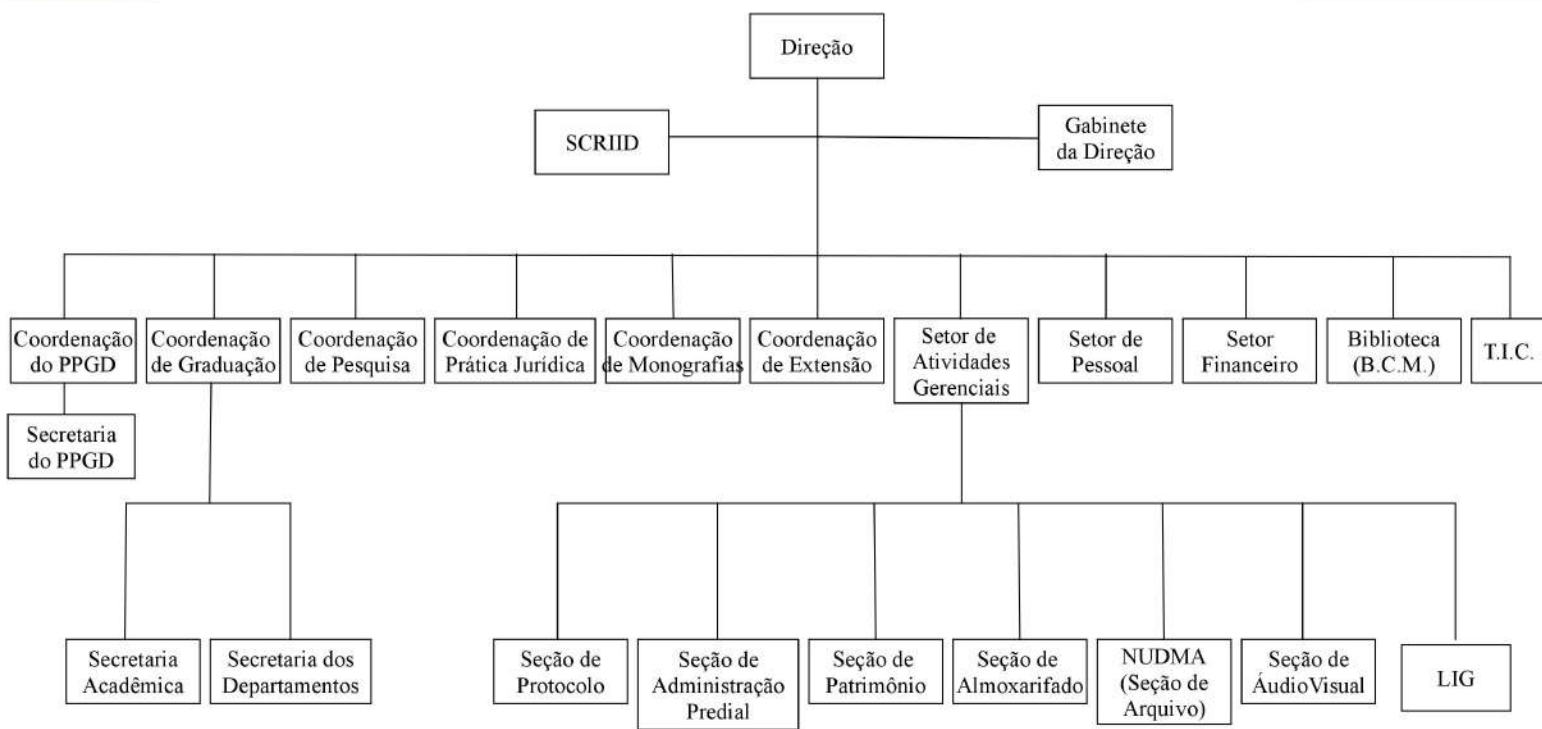 Direção
SCRIID
Gabinete
da Direção
Coordenação
do PPGD
Coordenação
de Graduação
Coordenação
de Pesquisa
Coordenação de
Prática Jurídica
Coordenação
de Monografias
Coordenação
de Extensão
Setor de
Atividades
Gerenciais
Setor de
Pessoal
Setor
Financeiro
Biblioteca
(B.C.M.)
T.I.C.
Secretaria
do PPGD
Secretaria
Acadêmica
Secretaria dos
Departamentos
Seção de
Protocolo
Seção de
Administração
Predial
Seção de
Patrimônio
Seção de
Almoxarifado
NUDMA
(Seção de
Arquivo)
Seção de
ÁudioVisual
LIG